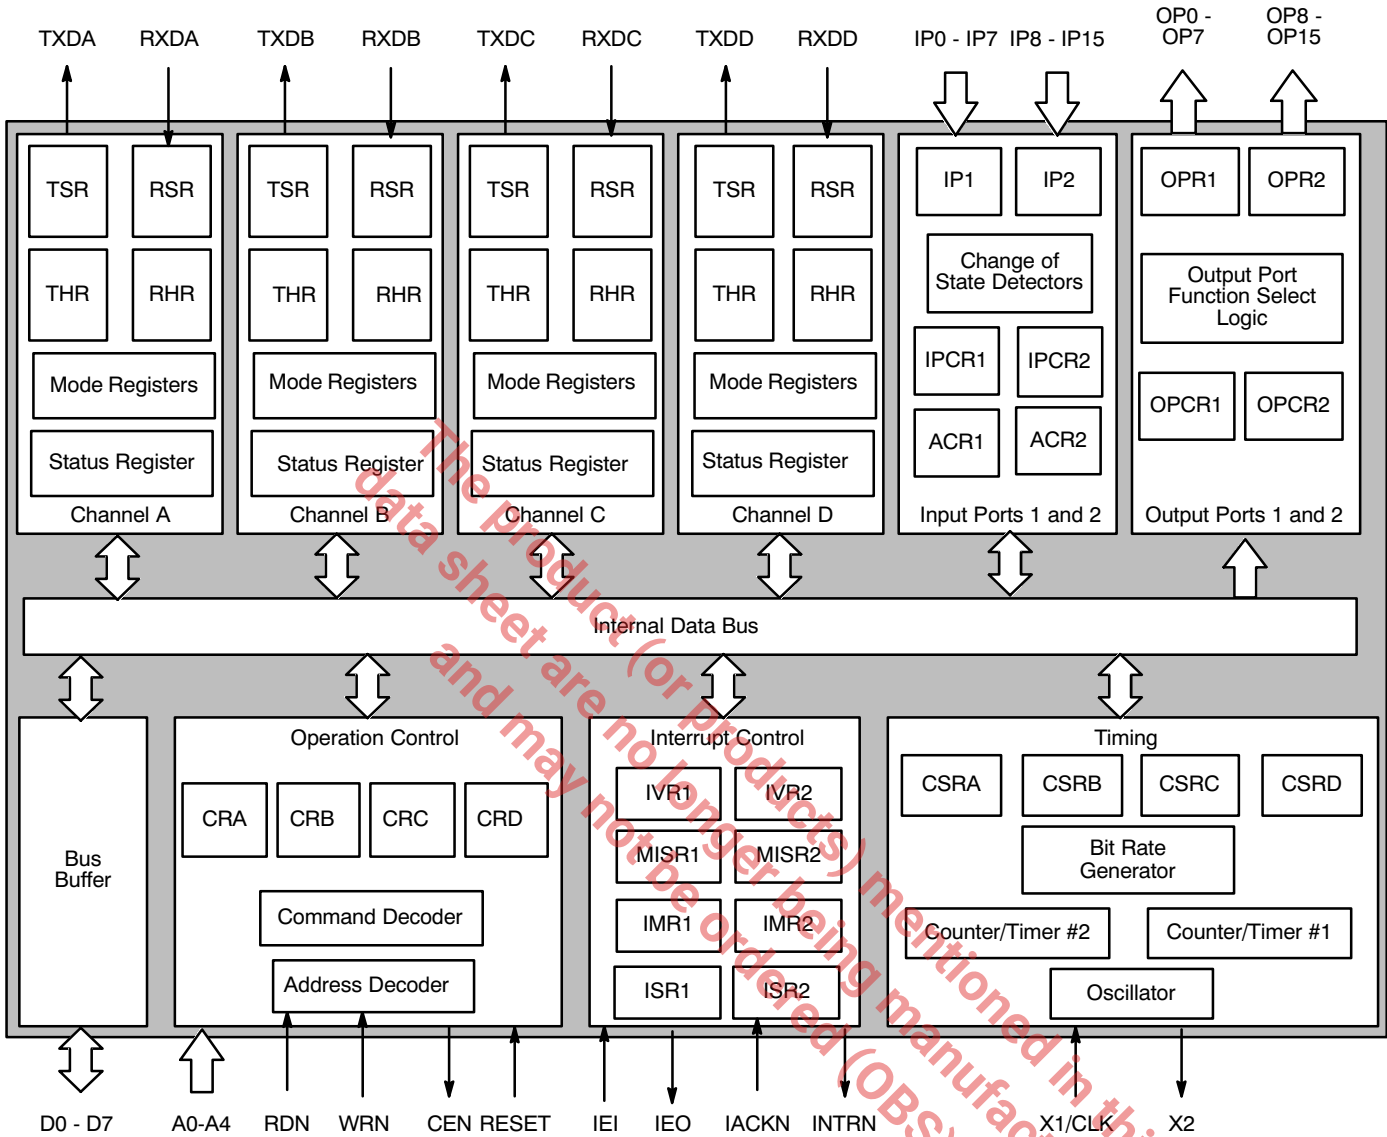 TXDA RXDA TXDB RXDB TXDC RXDC TXDD RXDD IP0 - IP7 IP8 - IP15 OP0 - OP8 -
OP7 OP15
TSR RSR TSR RSR TSR RSR TSR RSR IP1 IP2 OPR1 OPR2
THR RHR THR RHR THR RHR THR RHR
Change of
State Detectors
Output Port
Function Select
Logic
IPCR1 IPCR2
Mode Registers Mode Registers Mode Registers Mode Registers
OPCR1 OPCR2
ACR1 ACR2
Status Register Status Register Status Register Status Register
Channel A Channel B Channel C Channel D Input Ports 1 and 2 Output Ports 1 and 2
Internal Data Bus
Operation Control Interrupt Control Timing
CSRA CSRB CSRC CSRD
IVR1 IVR2
CRA CRB CRC CRD
MISR1 MISR2
Bit Rate
Generator
Bus
Buffer
Command Decoder
IMR1 IMR2
Counter/Timer #2 Counter/Timer #1
Address Decoder
ISR1 ISR2
Oscillator
D0 - D7 A0-A4 RDN WRN CEN RESET IEI IEO IACKN INTRN X1/CLK X2
The product (or products) mentioned in this
data sheet are no longer being manufac
and may not be ordered (OBS